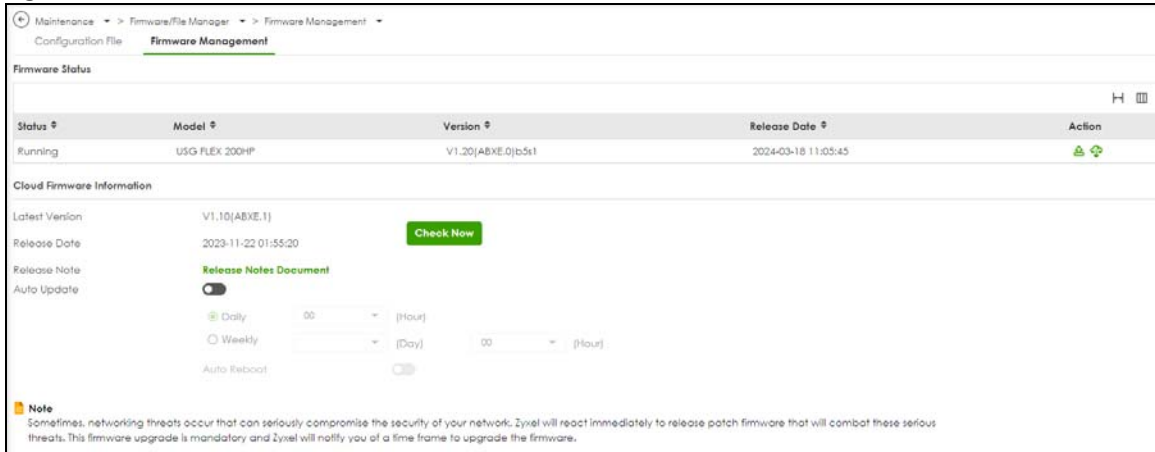 Maintenance > Firmware/File Manager > Firmware Management
Configuration File Firmware Management
Firmware Status
Status Model Version Release Date Action
Running USG FLEX 200HP V1.20(ABXE.0)b5s1 2024-03-18 11:05:45
Cloud Firmware Information
Latest Version V1.10(ABXE.1)
Check Now
Release Date 2023-11-22 01:55:20
Release Note Release Notes Document
Auto Update
Daily 00 (Hour)
Weekly (Day) 00 (Hour)
Auto Reboot
Note
Sometimes, networking threats occur that can seriously compromise the security of your network. Zyxel will react immediately to release patch firmware that will combat these serious
threats. This firmware upgrade is mandatory and Zyxel will notify you of a time frame to upgrade the firmware.